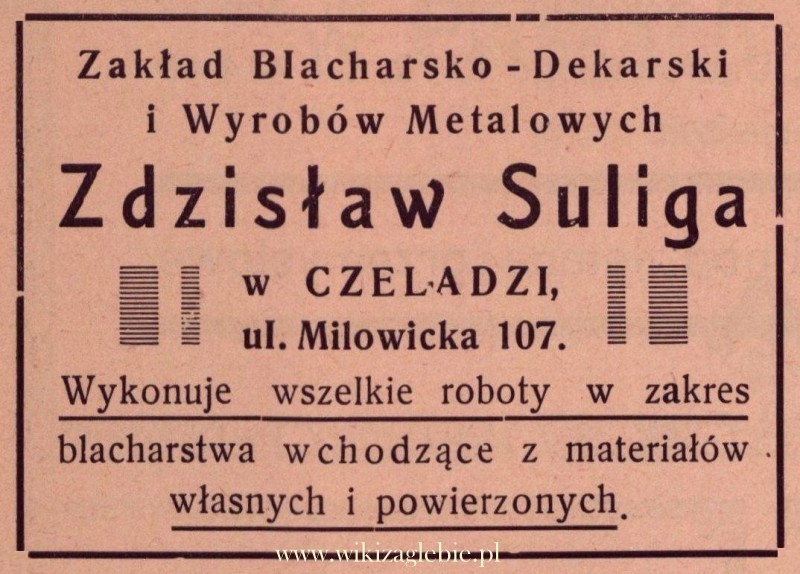 Zakład Blacharsko - Dekarski
i Wyrobów Metalowych
Zdzisław Suliga
w CZELADZI,
ul. Milowicka 107.
Wykonuje wszelkie roboty w zakres
blacharstwa wchodzące z materiałów
własnych i powierzonych.
www.wikizaglebie.pl